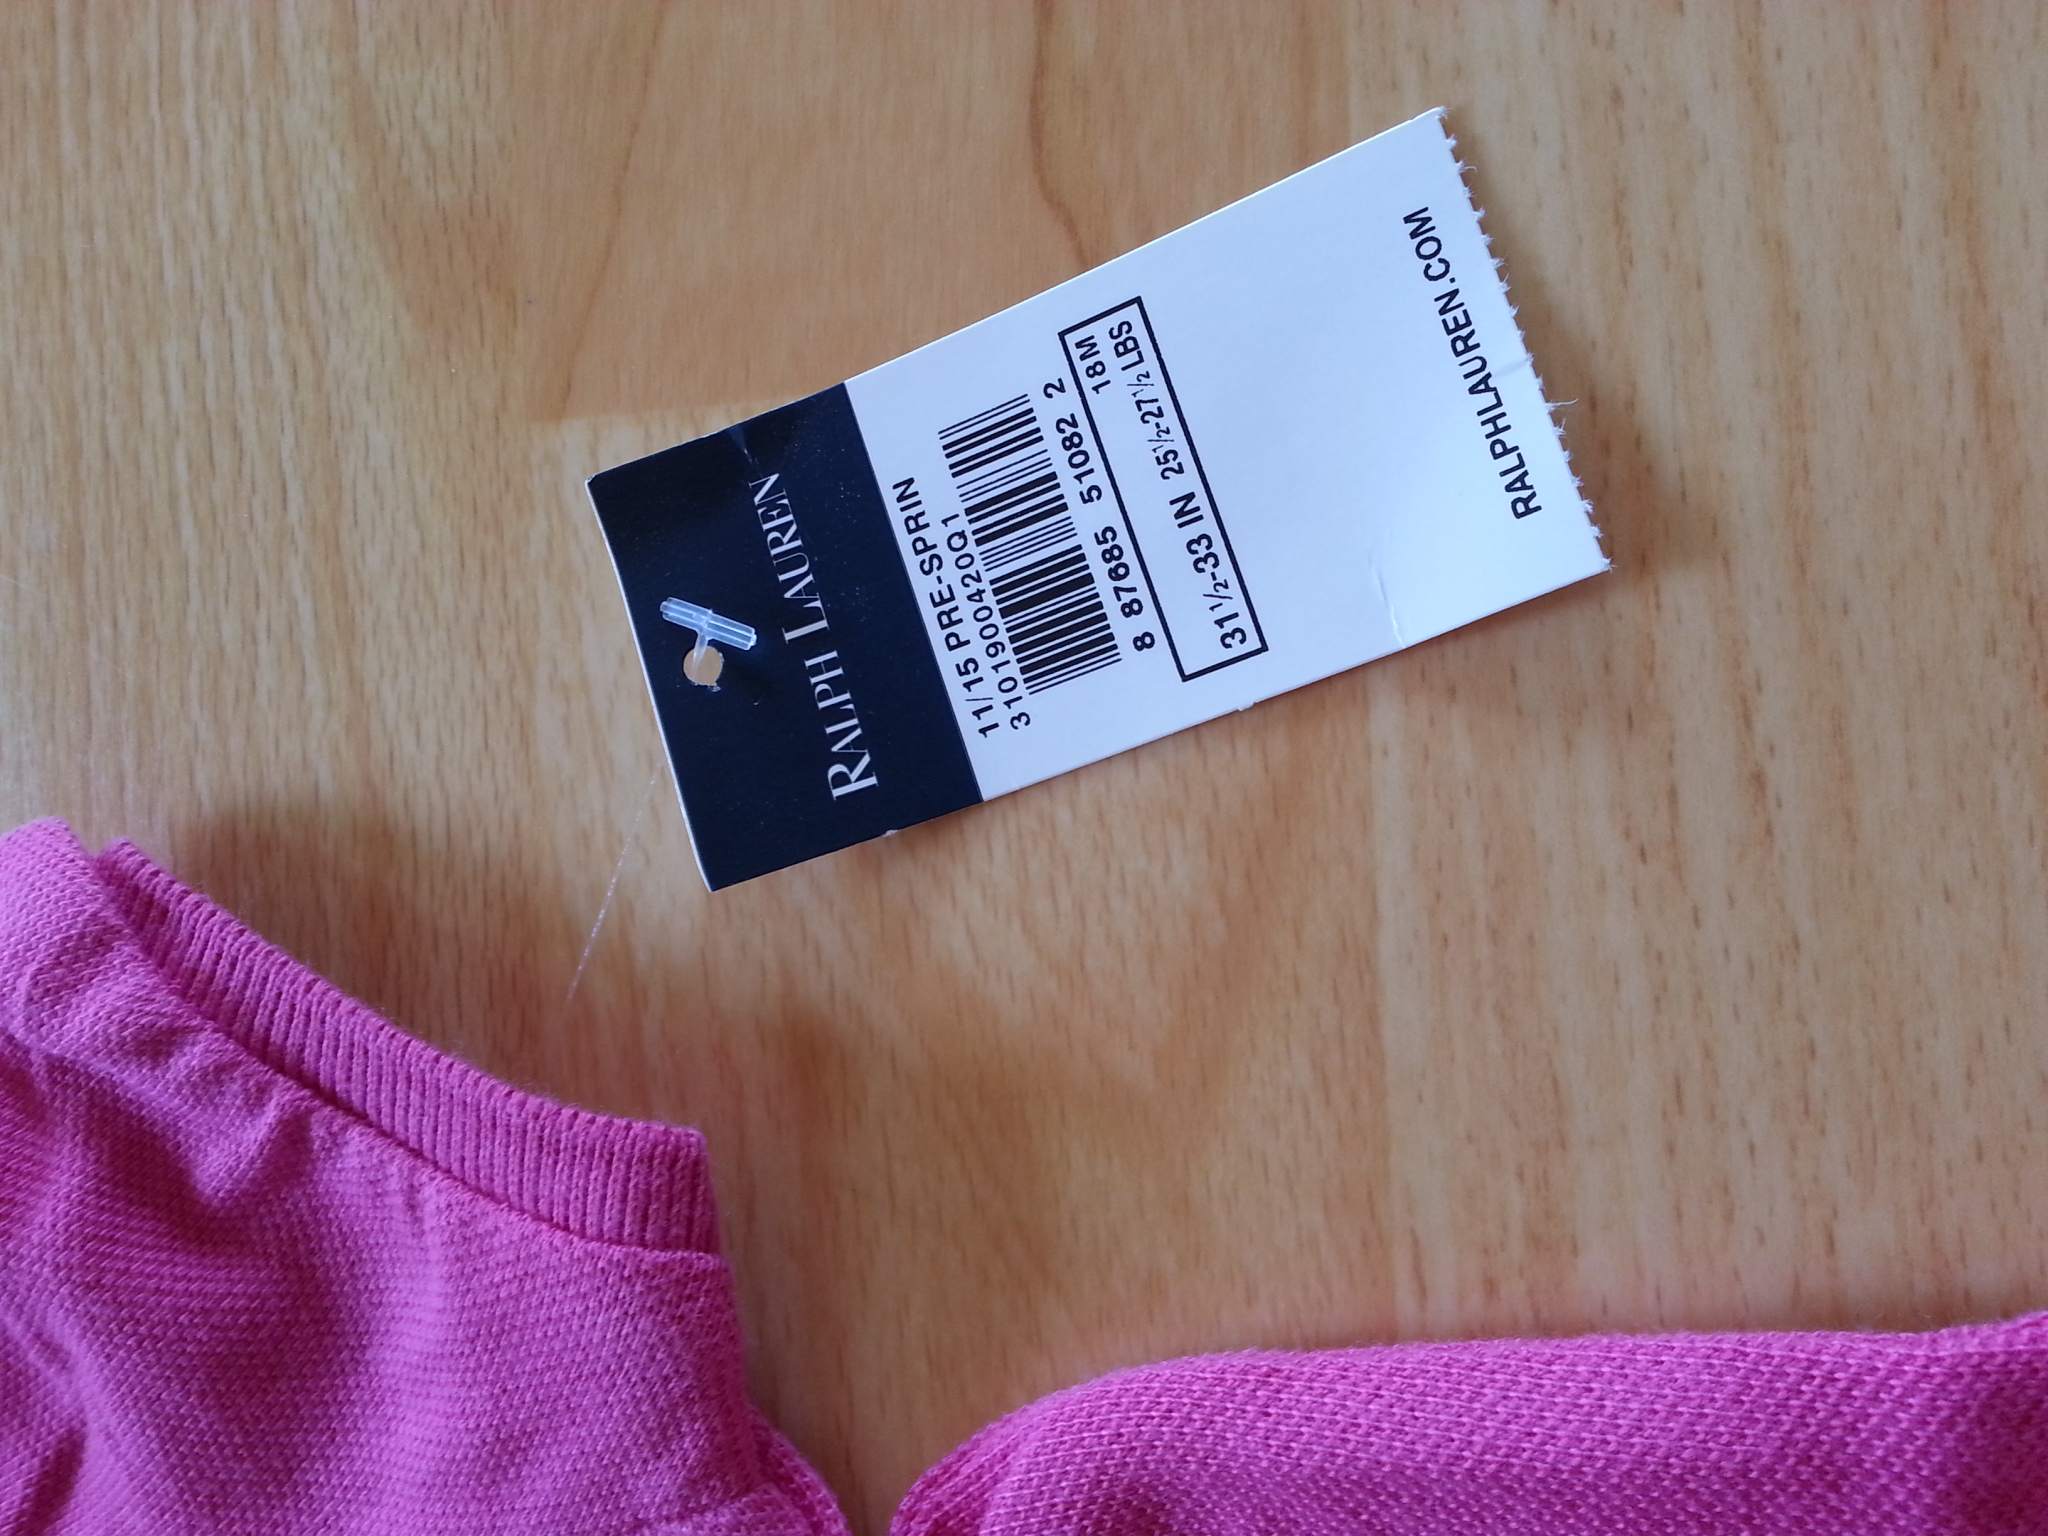 RALPH LAUREN
11/15 PRE-SPRIN
3101900420Q1
8 87685 51082 2
18M
31½-33 IN 25½-27½ LBS
RALPHLAUREN.COM